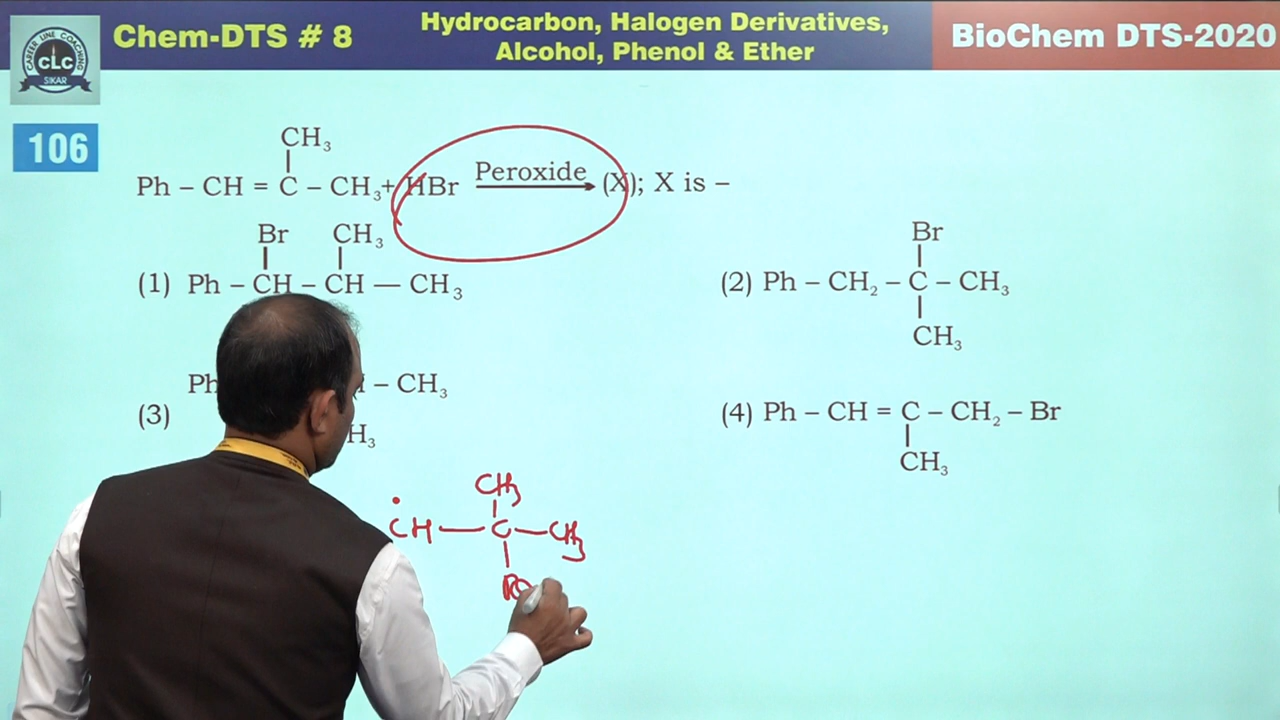 CAREER LINE COACHING
CLC
SIKAR
Chem-DTS # 8
Hydrocarbon, Halogen Derivatives,
Alcohol, Phenol & Ether
BioChem DTS-2020
106
CH₃
Ph – CH = C – CH₃ + HBr Peroxide → (X); X is –
Br CH₃
(1) Ph – CH – CH — CH₃
Br
(2) Ph – CH₂ – C – CH₃
CH₃
Ph – CH₃
(3)
H₃
(4) Ph – CH = C – CH₂ – Br
CH₃
CH₃
ĊH — C — CH₃